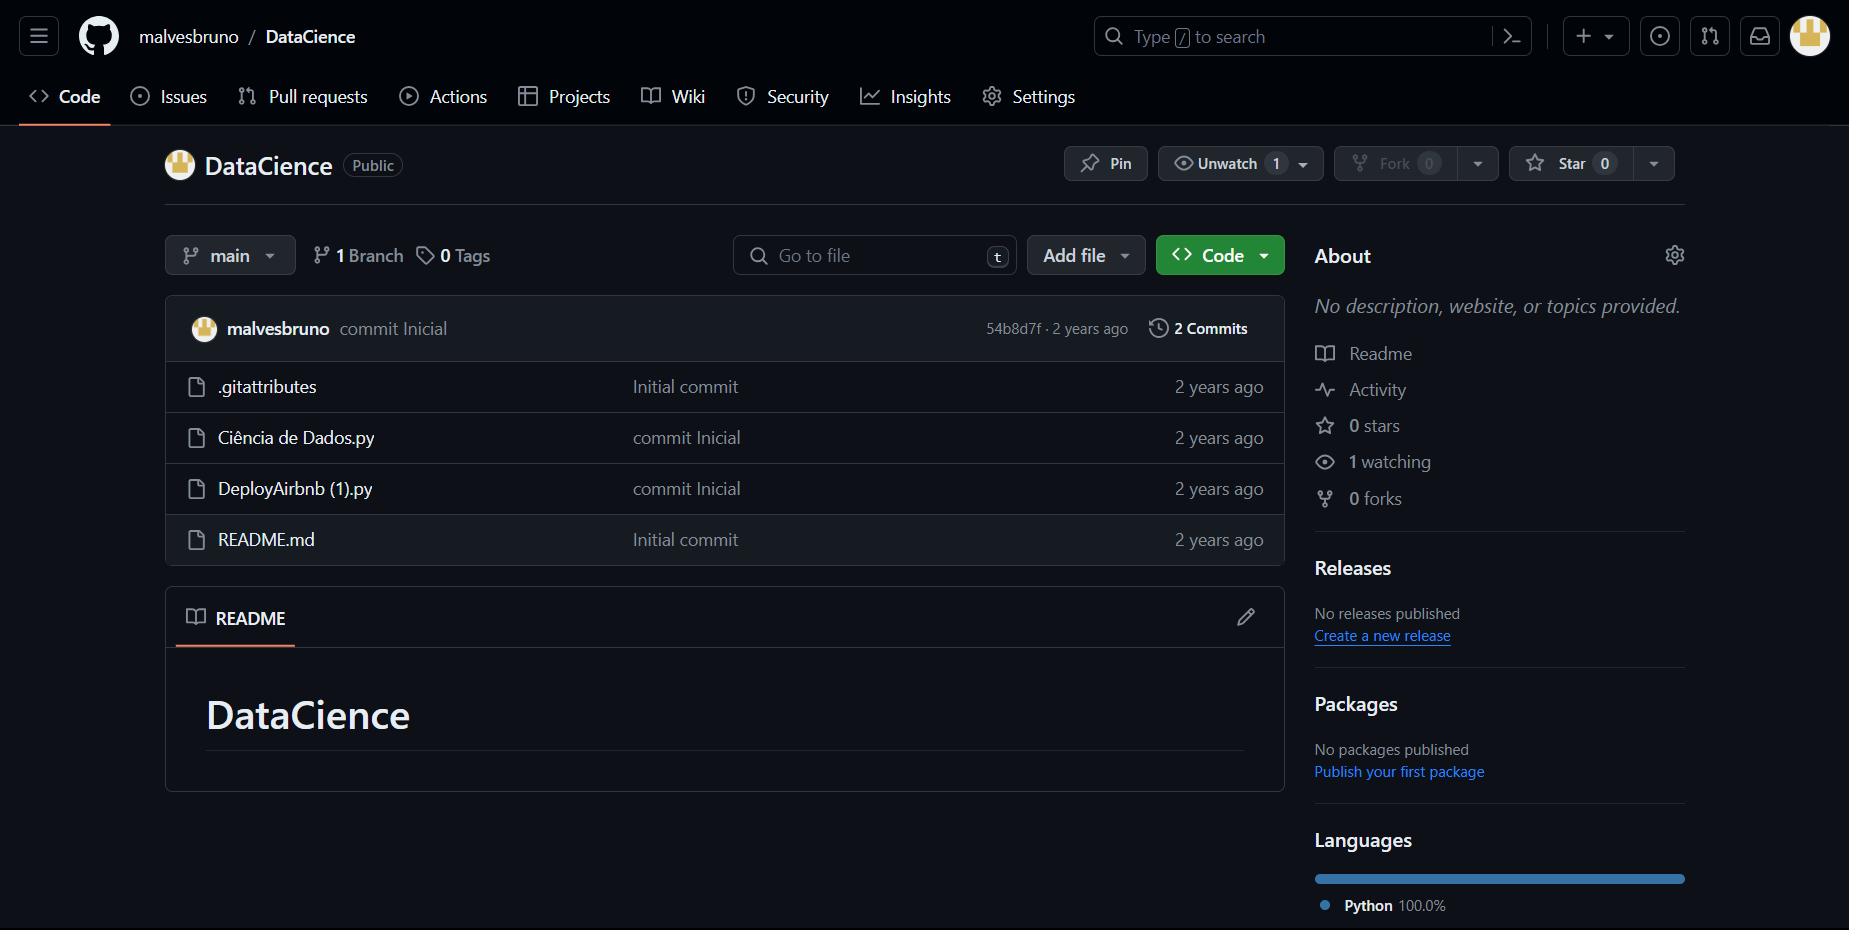 malvesbruno / DataCience
Type / to search
Code Issues Pull requests Actions Projects Wiki Security Insights Settings
DataCience Public
Pin Unwatch 1 Fork 0 Star 0
main 1 Branch 0 Tags
Go to file t Add file Code
malvesbruno commit Inicial 54b8d7f · 2 years ago 2 Commits
.gitattributes Initial commit 2 years ago
Ciência de Dados.py commit Inicial 2 years ago
DeployAirbnb (1).py commit Inicial 2 years ago
README.md Initial commit 2 years ago
README
DataCience
About
No description, website, or topics provided.
Readme
Activity
0 stars
1 watching
0 forks
Releases
No releases published
Create a new release
Packages
No packages published
Publish your first package
Languages
Python 100.0%